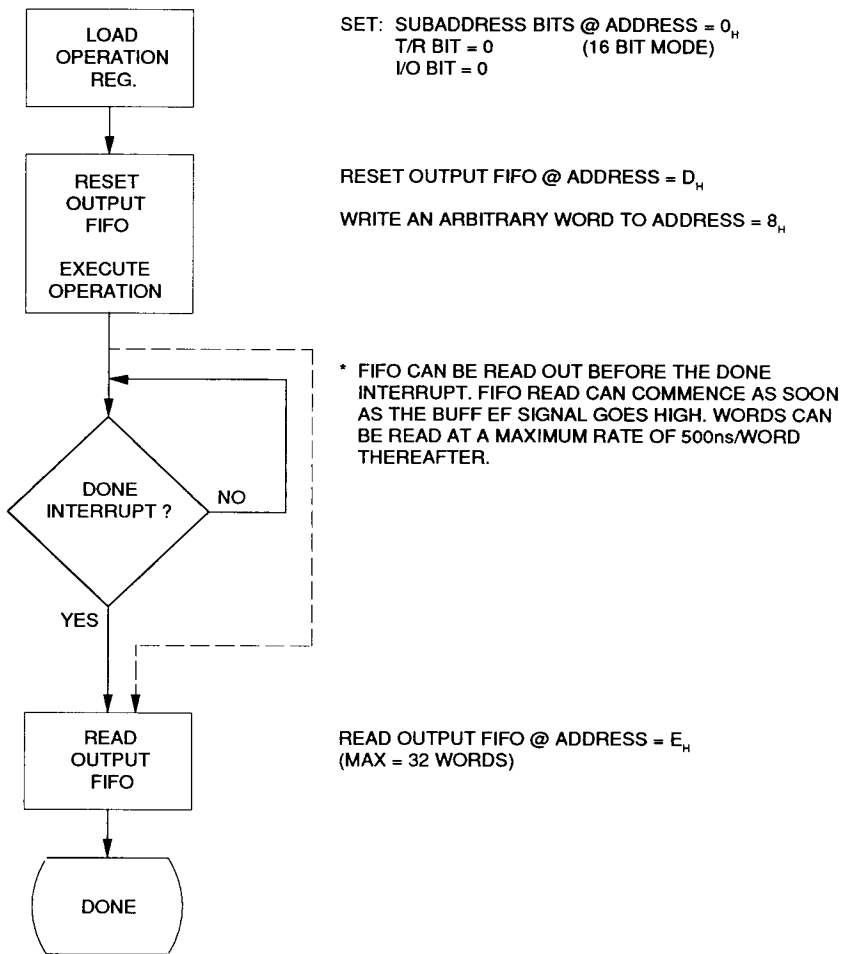 LOAD
OPERATION
REG.
SET: SUBADDRESS BITS @ ADDRESS = 0H
T/R BIT = 0 (16 BIT MODE)
I/O BIT = 0
RESET
OUTPUT
FIFO
EXECUTE
OPERATION
RESET OUTPUT FIFO @ ADDRESS = DH
WRITE AN ARBITRARY WORD TO ADDRESS = 8H
* FIFO CAN BE READ OUT BEFORE THE DONE
INTERRUPT. FIFO READ CAN COMMENCE AS SOON
AS THE BUFF EF SIGNAL GOES HIGH. WORDS CAN
BE READ AT A MAXIMUM RATE OF 500ns/WORD
THEREAFTER.
DONE
INTERRUPT ?
NO
YES
READ
OUTPUT
FIFO
READ OUTPUT FIFO @ ADDRESS = EH
(MAX = 32 WORDS)
DONE